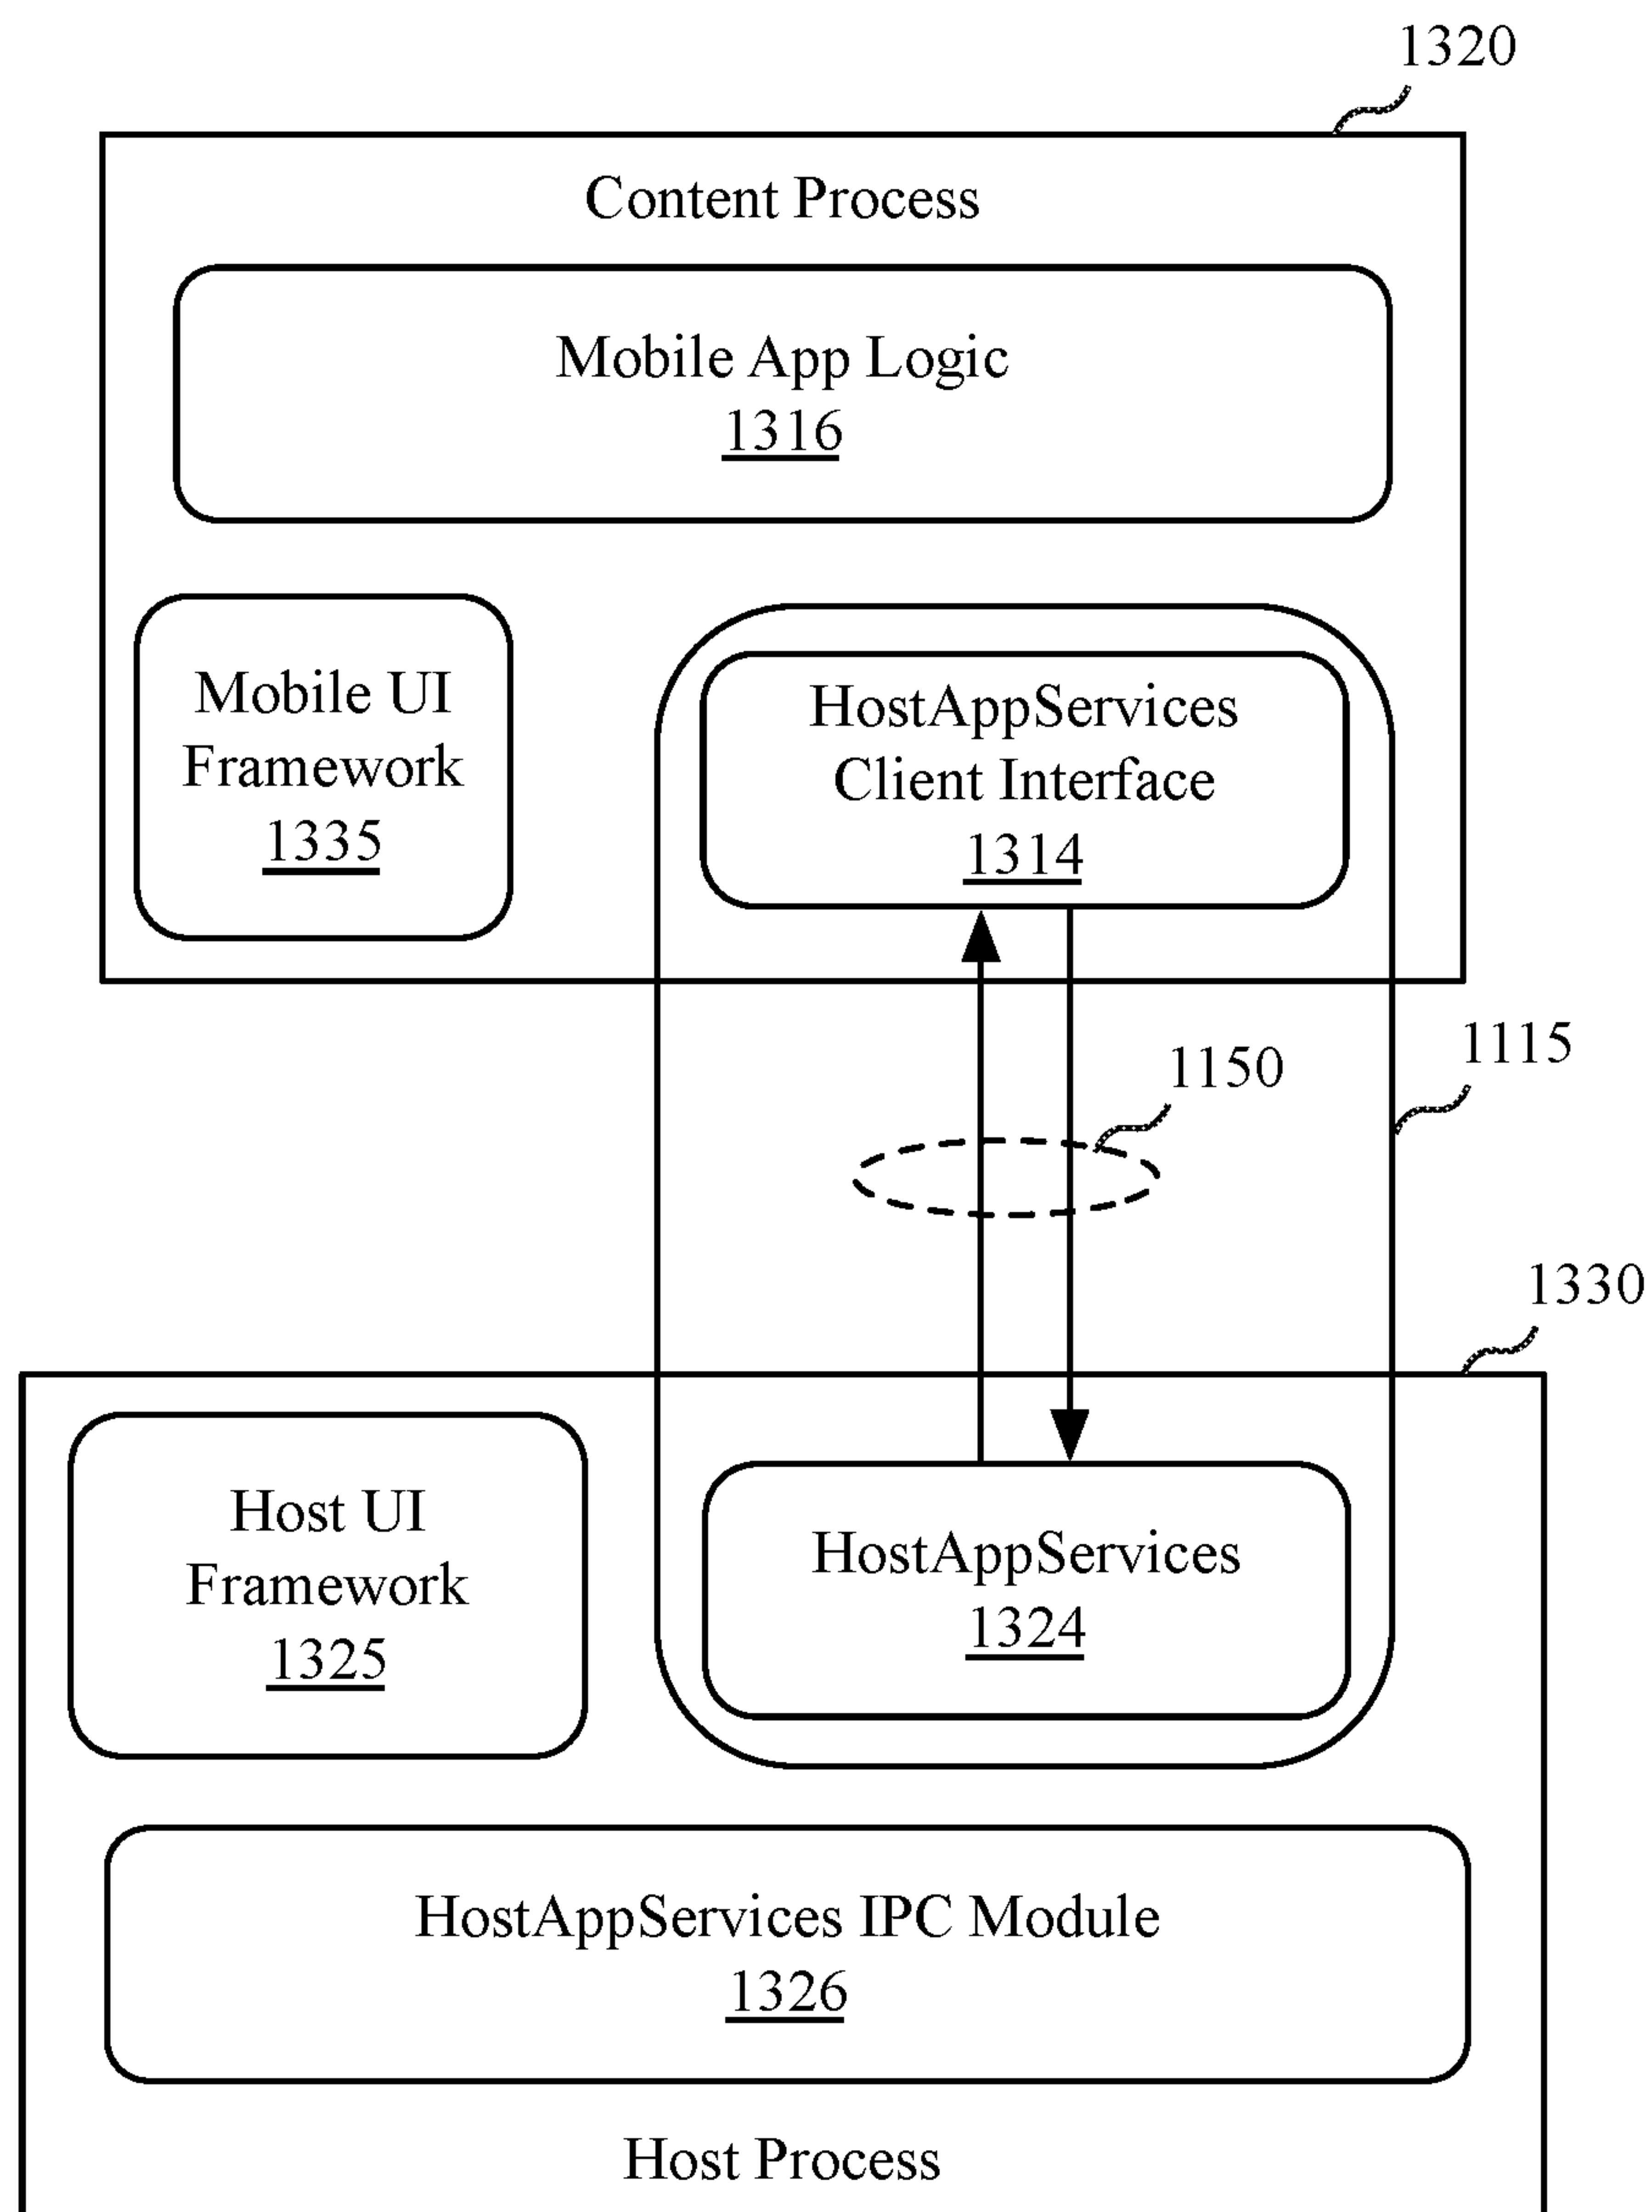 1320
Content Process
Mobile App Logic
1316
Mobile UI
Framework
1335
HostAppServices
Client Interface
1314
1150
1115
1330
Host UI
Framework
1325
HostAppServices
1324
HostAppServices IPC Module
1326
Host Process